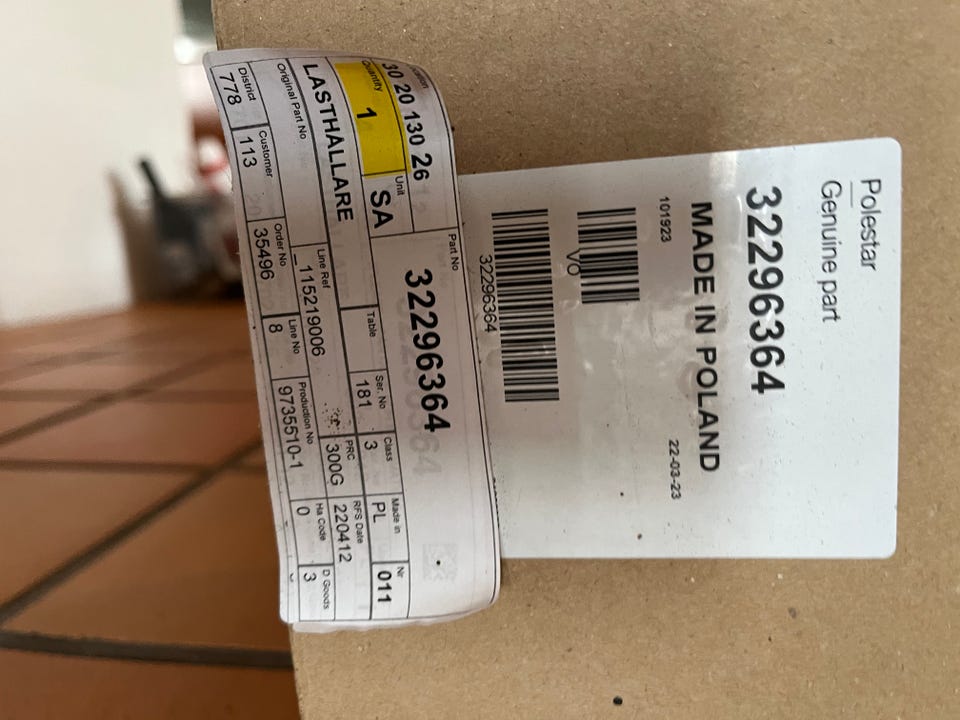 Polestar
Genuine part
32296364
MADE IN POLAND
101923
22-03-23
VO
32296364
Part No
32296364
30 20 130 26
Quantity
1
Unit
SA
Table
Ser. No
181
Class
3
Made in
PL
Nr
011
LASTHALLARE
Line Ref
_115219006
PRC
300G
RFS Date
220412
Original Part No
District
778
Customer
113
Order No
35496
Line No
8
Production No
9735510-1
Ha Code
0
D Goods
3